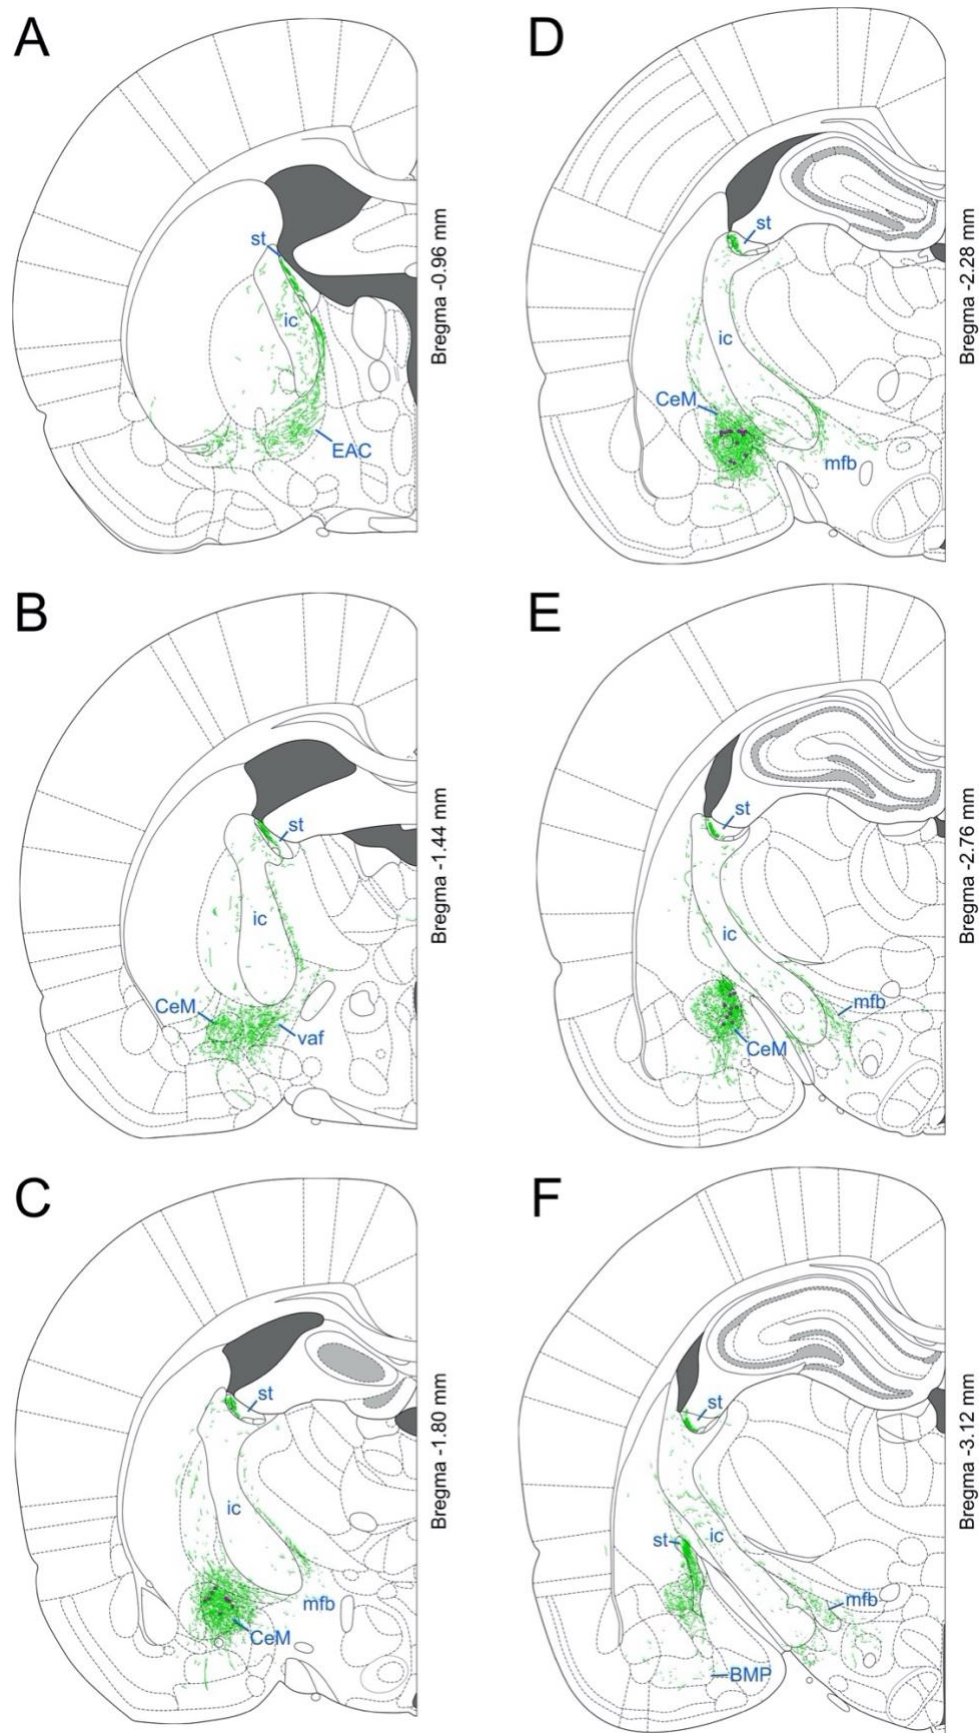 A
st
ic
EAC
Bregma -0.96 mm
B
st
ic
CeM
vaf
Bregma -1.44 mm
C
st
ic
mfb
CeM
Bregma -1.80 mm
D
st
ic
CeM
mfb
Bregma -2.28 mm
E
st
ic
mfb
CeM
Bregma -2.76 mm
F
st
st
ic
mfb
BMP
Bregma -3.12 mm